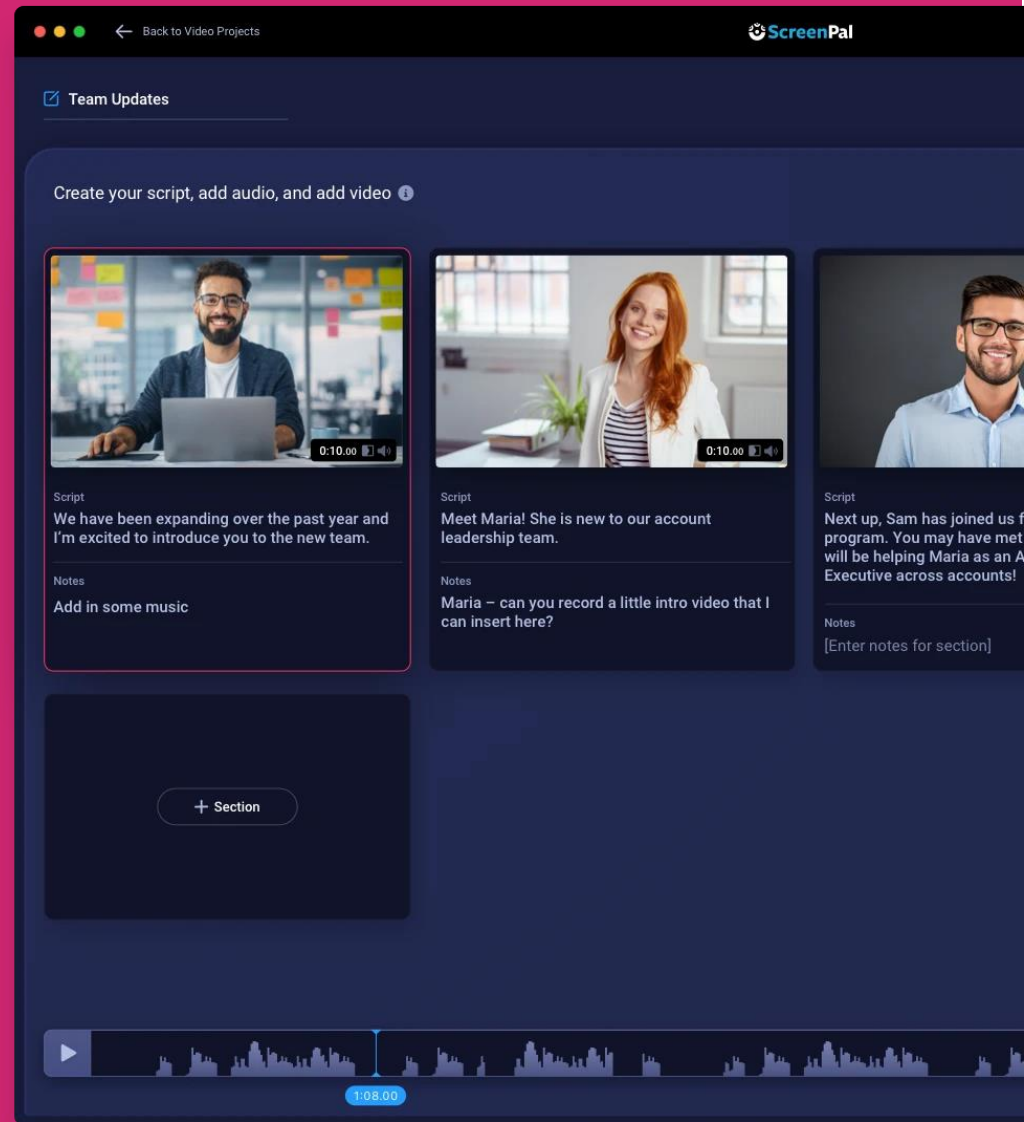 Back to Video Projects
ScreenPal
Team Updates
Create your script, add audio, and add video
0:10.00
0:10.00
Script
We have been expanding over the past year and
I'm excited to introduce you to the new team.
Notes
Add in some music
Script
Meet Maria! She is new to our account
leadership team.
Notes
Maria – can you record a little intro video that I
can insert here?
Script
Next up, Sam has joined us f
program. You may have met
will be helping Maria as an A
Executive across accounts!
Notes
[Enter notes for section]
+ Section
1:08.00